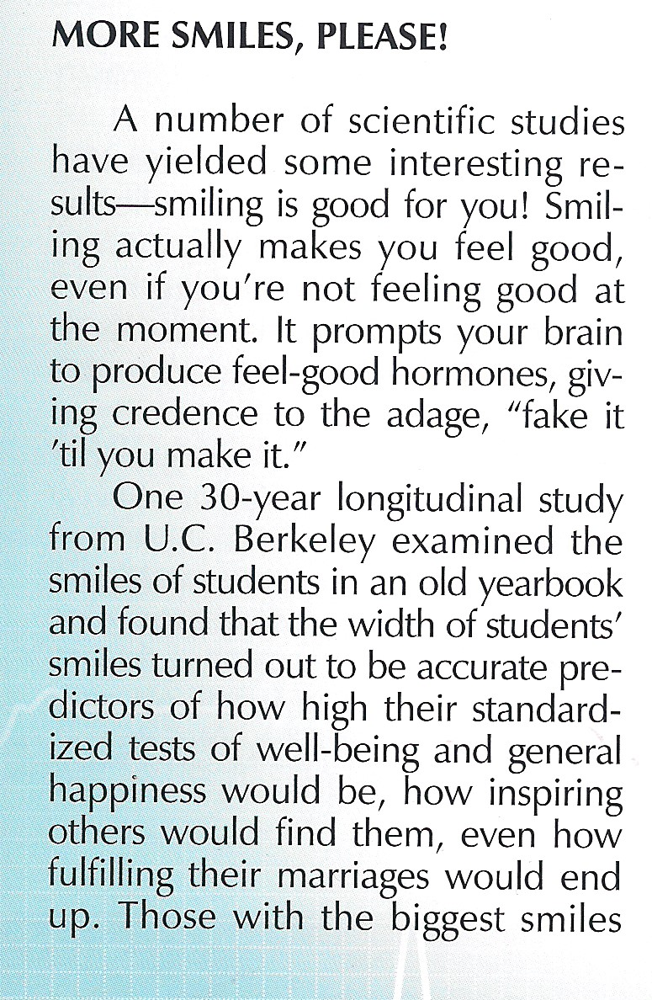 MORE SMILES, PLEASE!
A number of scientific studies
have yielded some interesting re-
sults—smiling is good for you! Smil-
ing actually makes you feel good,
even if you're not feeling good at
the moment. It prompts your brain
to produce feel-good hormones, giv-
ing credence to the adage, “fake it
’til you make it.”
One 30-year longitudinal study
from U.C. Berkeley examined the
smiles of students in an old yearbook
and found that the width of students’
smiles turned out to be accurate pre-
dictors of how high their standard-
ized tests of well-being and general
happiness would be, how inspiring
others would find them, even how
fulfilling their marriages would end
up. Those with the biggest smiles